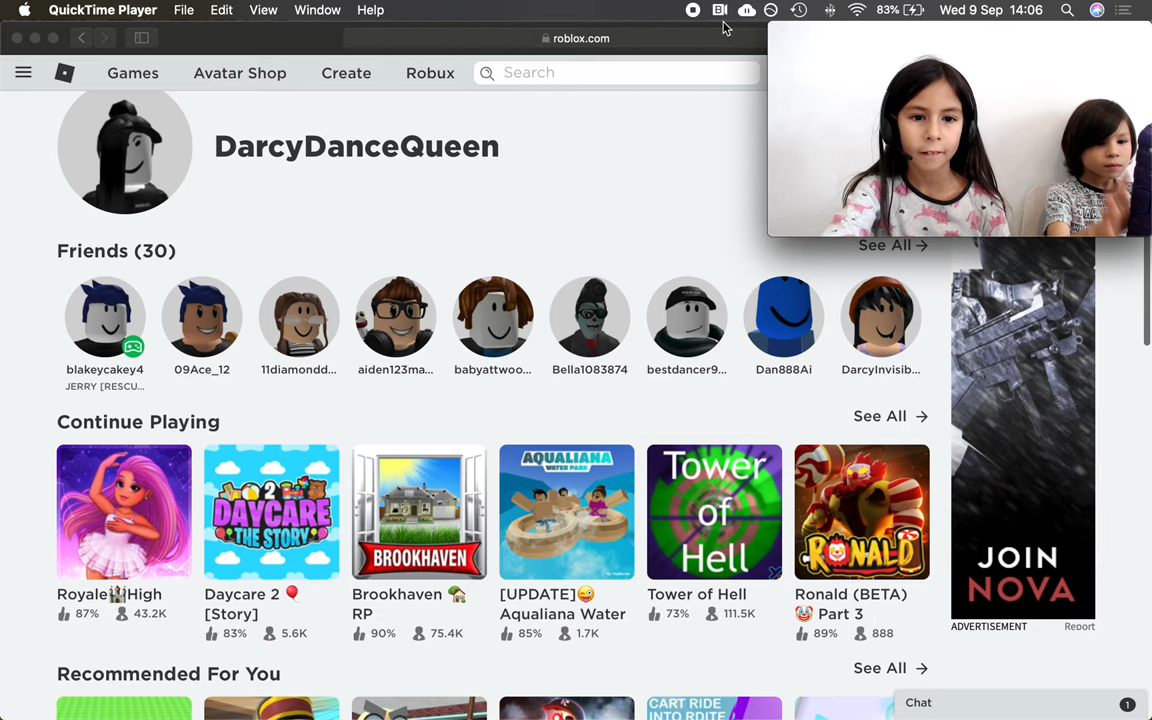 QuickTime Player File Edit View Window Help 83% Wed 9 Sep 14:06
roblox.com
Games Avatar Shop Create Robux Search
DarcyDanceQueen
Friends (30) See All →
blakeycakey4 09Ace_12 11diamondd... aiden123ma... babyattwoo... Bella1083874 bestdancer9... Dan888Ai DarcyInvisib...
JERRY [RESCU...
Continue Playing See All →
DAYCARE 2 THE STORY
BROOKHAVEN
AQUALIANA
WATER PARK
Tower
of
Hell
RONALD
Royale🏰High Daycare 2 🎈 Brookhaven 🏡 [UPDATE]😜 Tower of Hell Ronald (BETA)
[Story] RP Aqualiana Water 🤡 Part 3
87% 43.2K 73% 111.5K
83% 5.6K 90% 75.4K 85% 1.7K 89% 888
JOIN
NOVA
ADVERTISEMENT Report
Recommended For You See All →
CART RIDE
Chat 1